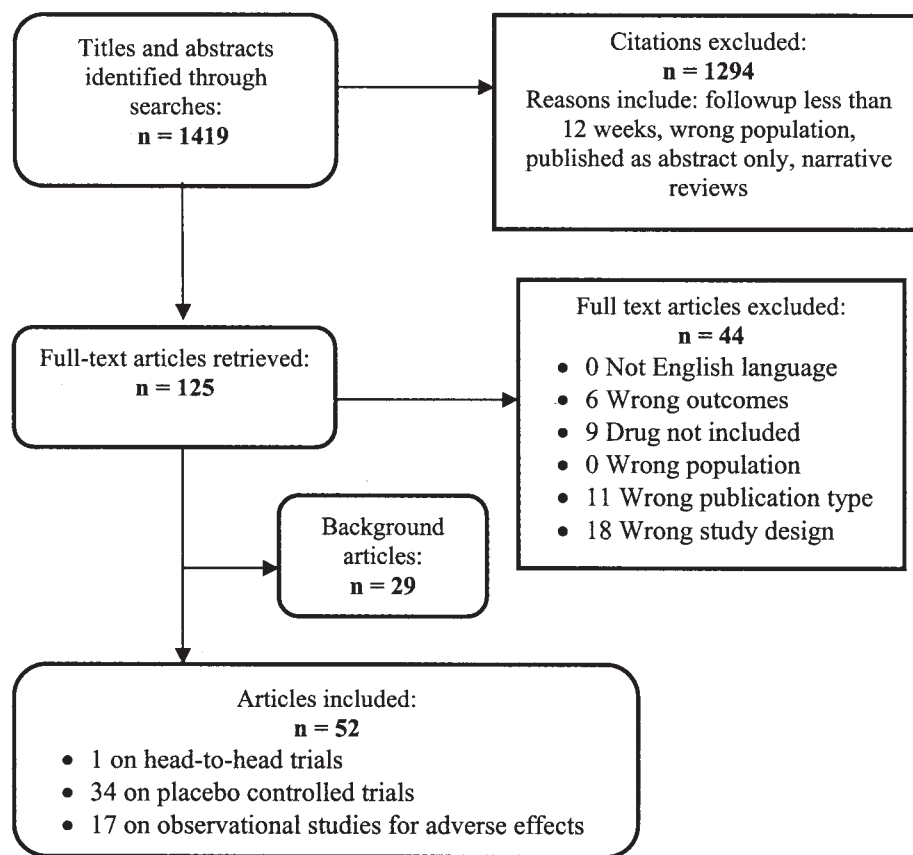 Titles and abstracts
identified through
searches:
n = 1419
Citations excluded:
n = 1294
Reasons include: followup less than
12 weeks, wrong population,
published as abstract only, narrative
reviews
Full-text articles retrieved:
n = 125
Full text articles excluded:
n = 44
• 0 Not English language
• 6 Wrong outcomes
• 9 Drug not included
• 0 Wrong population
• 11 Wrong publication type
• 18 Wrong study design
Background
articles:
n = 29
Articles included:
n = 52
• 1 on head-to-head trials
• 34 on placebo controlled trials
• 17 on observational studies for adverse effects